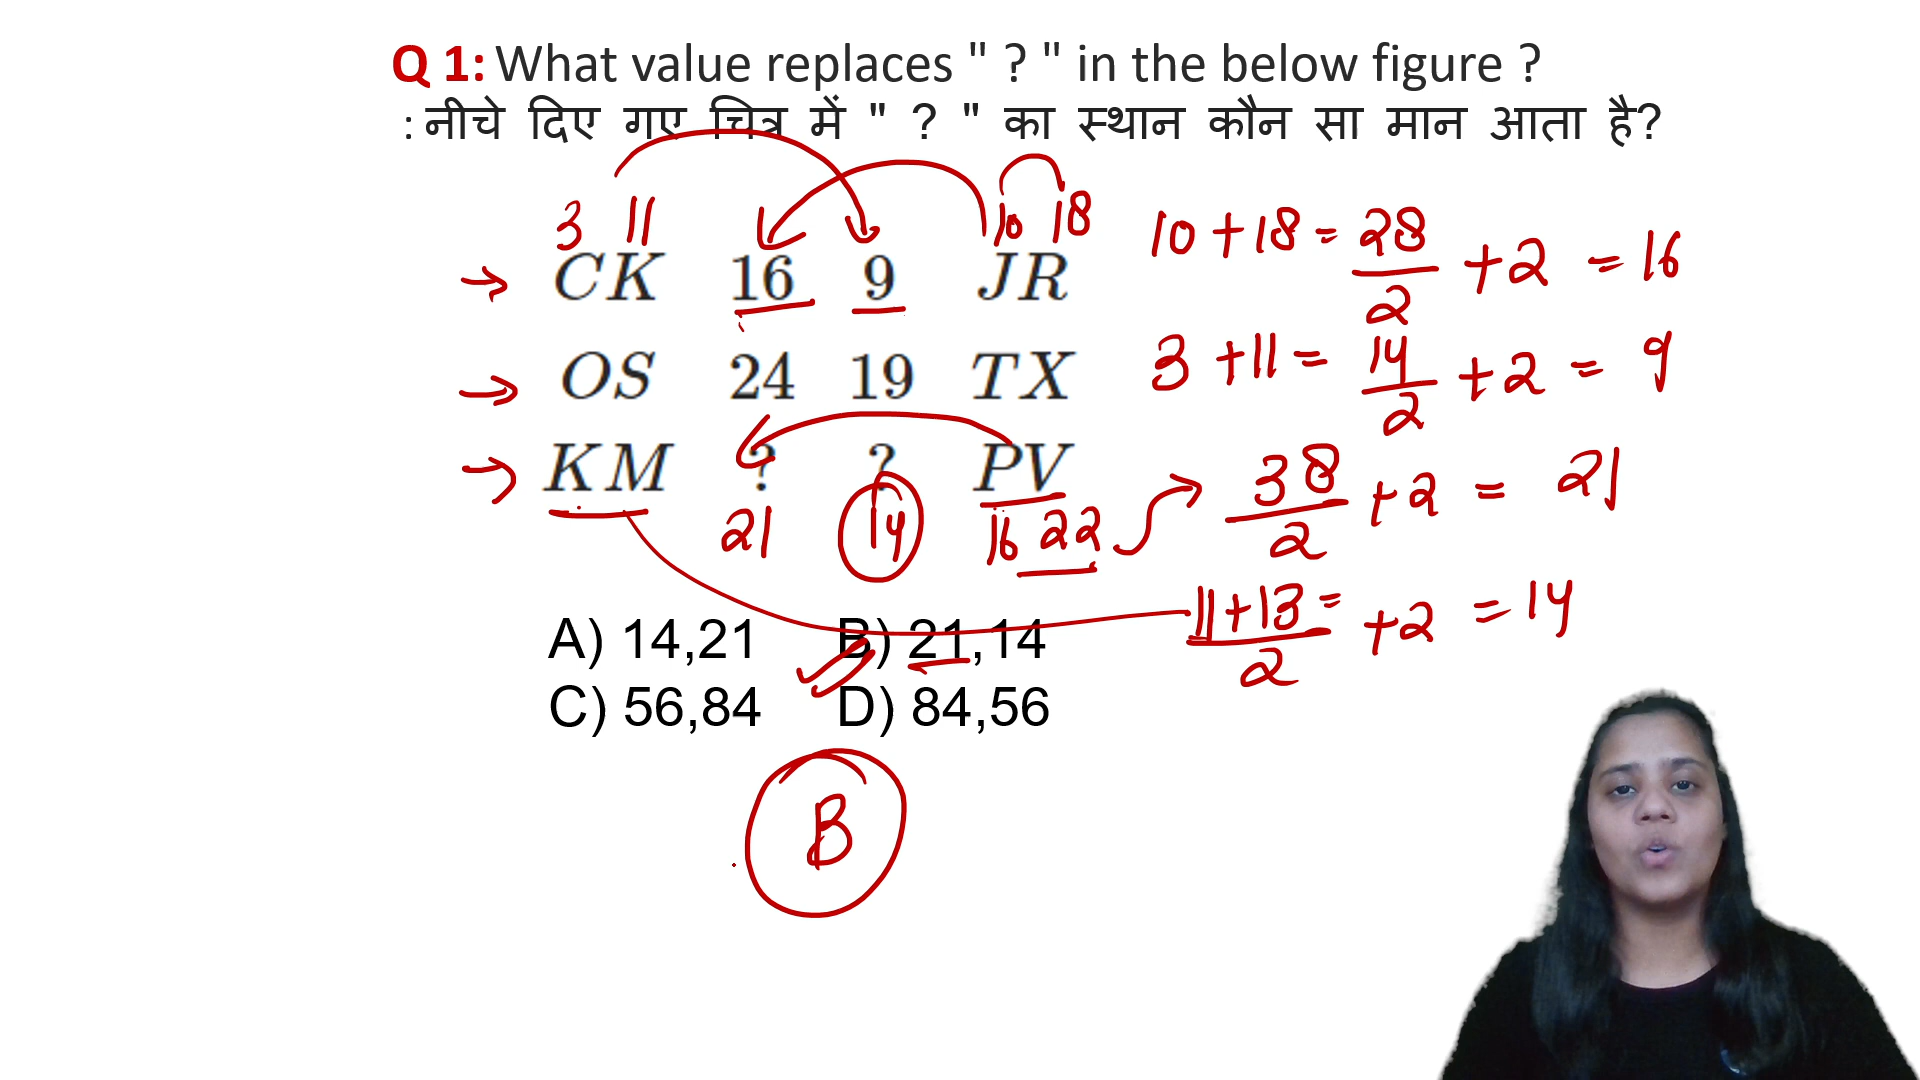 Q 1: What value replaces " ? " in the below figure ?
: नीचे दिए गए चित्र में " ? " का स्थान कौन सा मान आता है?
3 11 10 18
CK 16 9 JR
OS 24 19 TX
KM ? ? PV
21 14 16 22
10 + 18 = 28/2 + 2 = 16
3 + 11 = 14/2 + 2 = 9
38/2 + 2 = 21
11 + 13 = /2 + 2 = 14
A) 14,21 B) 21,14
C) 56,84 D) 84,56
B